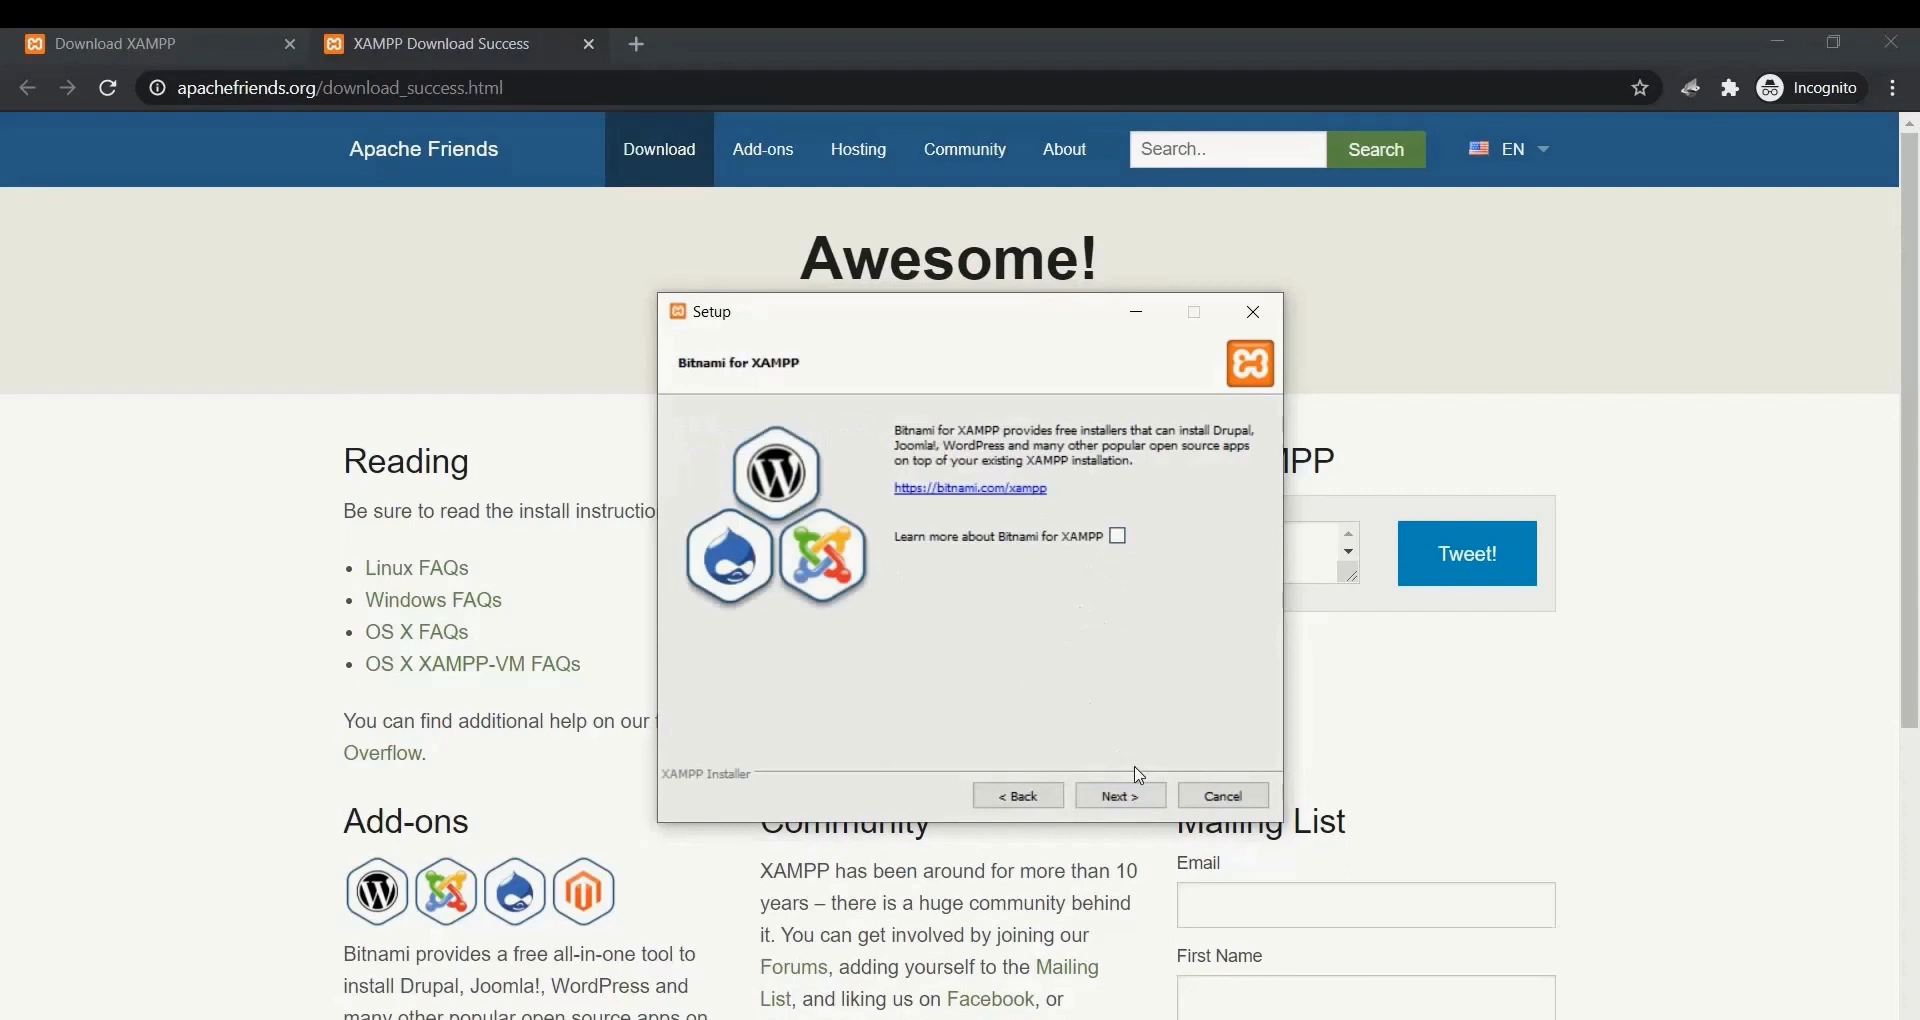 Download XAMPP
XAMPP Download Success
apachefriends.org/download_success.html
Incognito
Apache Friends
Download
Add-ons
Hosting
Community
About
Search..
Search
EN
Awesome!
Setup
Bitnami for XAMPP
Bitnami for XAMPP provides free installers that can install Drupal,
Joomla!, WordPress and many other popular open source apps
on top of your existing XAMPP installation.
https://bitnami.com/xampp
Learn more about Bitnami for XAMPP
XAMPP Installer
< Back
Next >
Cancel
Reading
Be sure to read the install
• Linux FAQs
• Windows FAQs
• OS X FAQs
• OS X XAMPP-VM FAQs
You can find additional help on our
Overflow.
Tweet!
Add-ons
Bitnami provides a free all-in-one tool to
install Drupal, Joomla!, WordPress and
many other popular open source apps on
Community
XAMPP has been around for more than 10
years – there is a huge community behind
it. You can get involved by joining our
Forums, adding yourself to the Mailing
List, and liking us on Facebook, or
Mailing List
Email
First Name